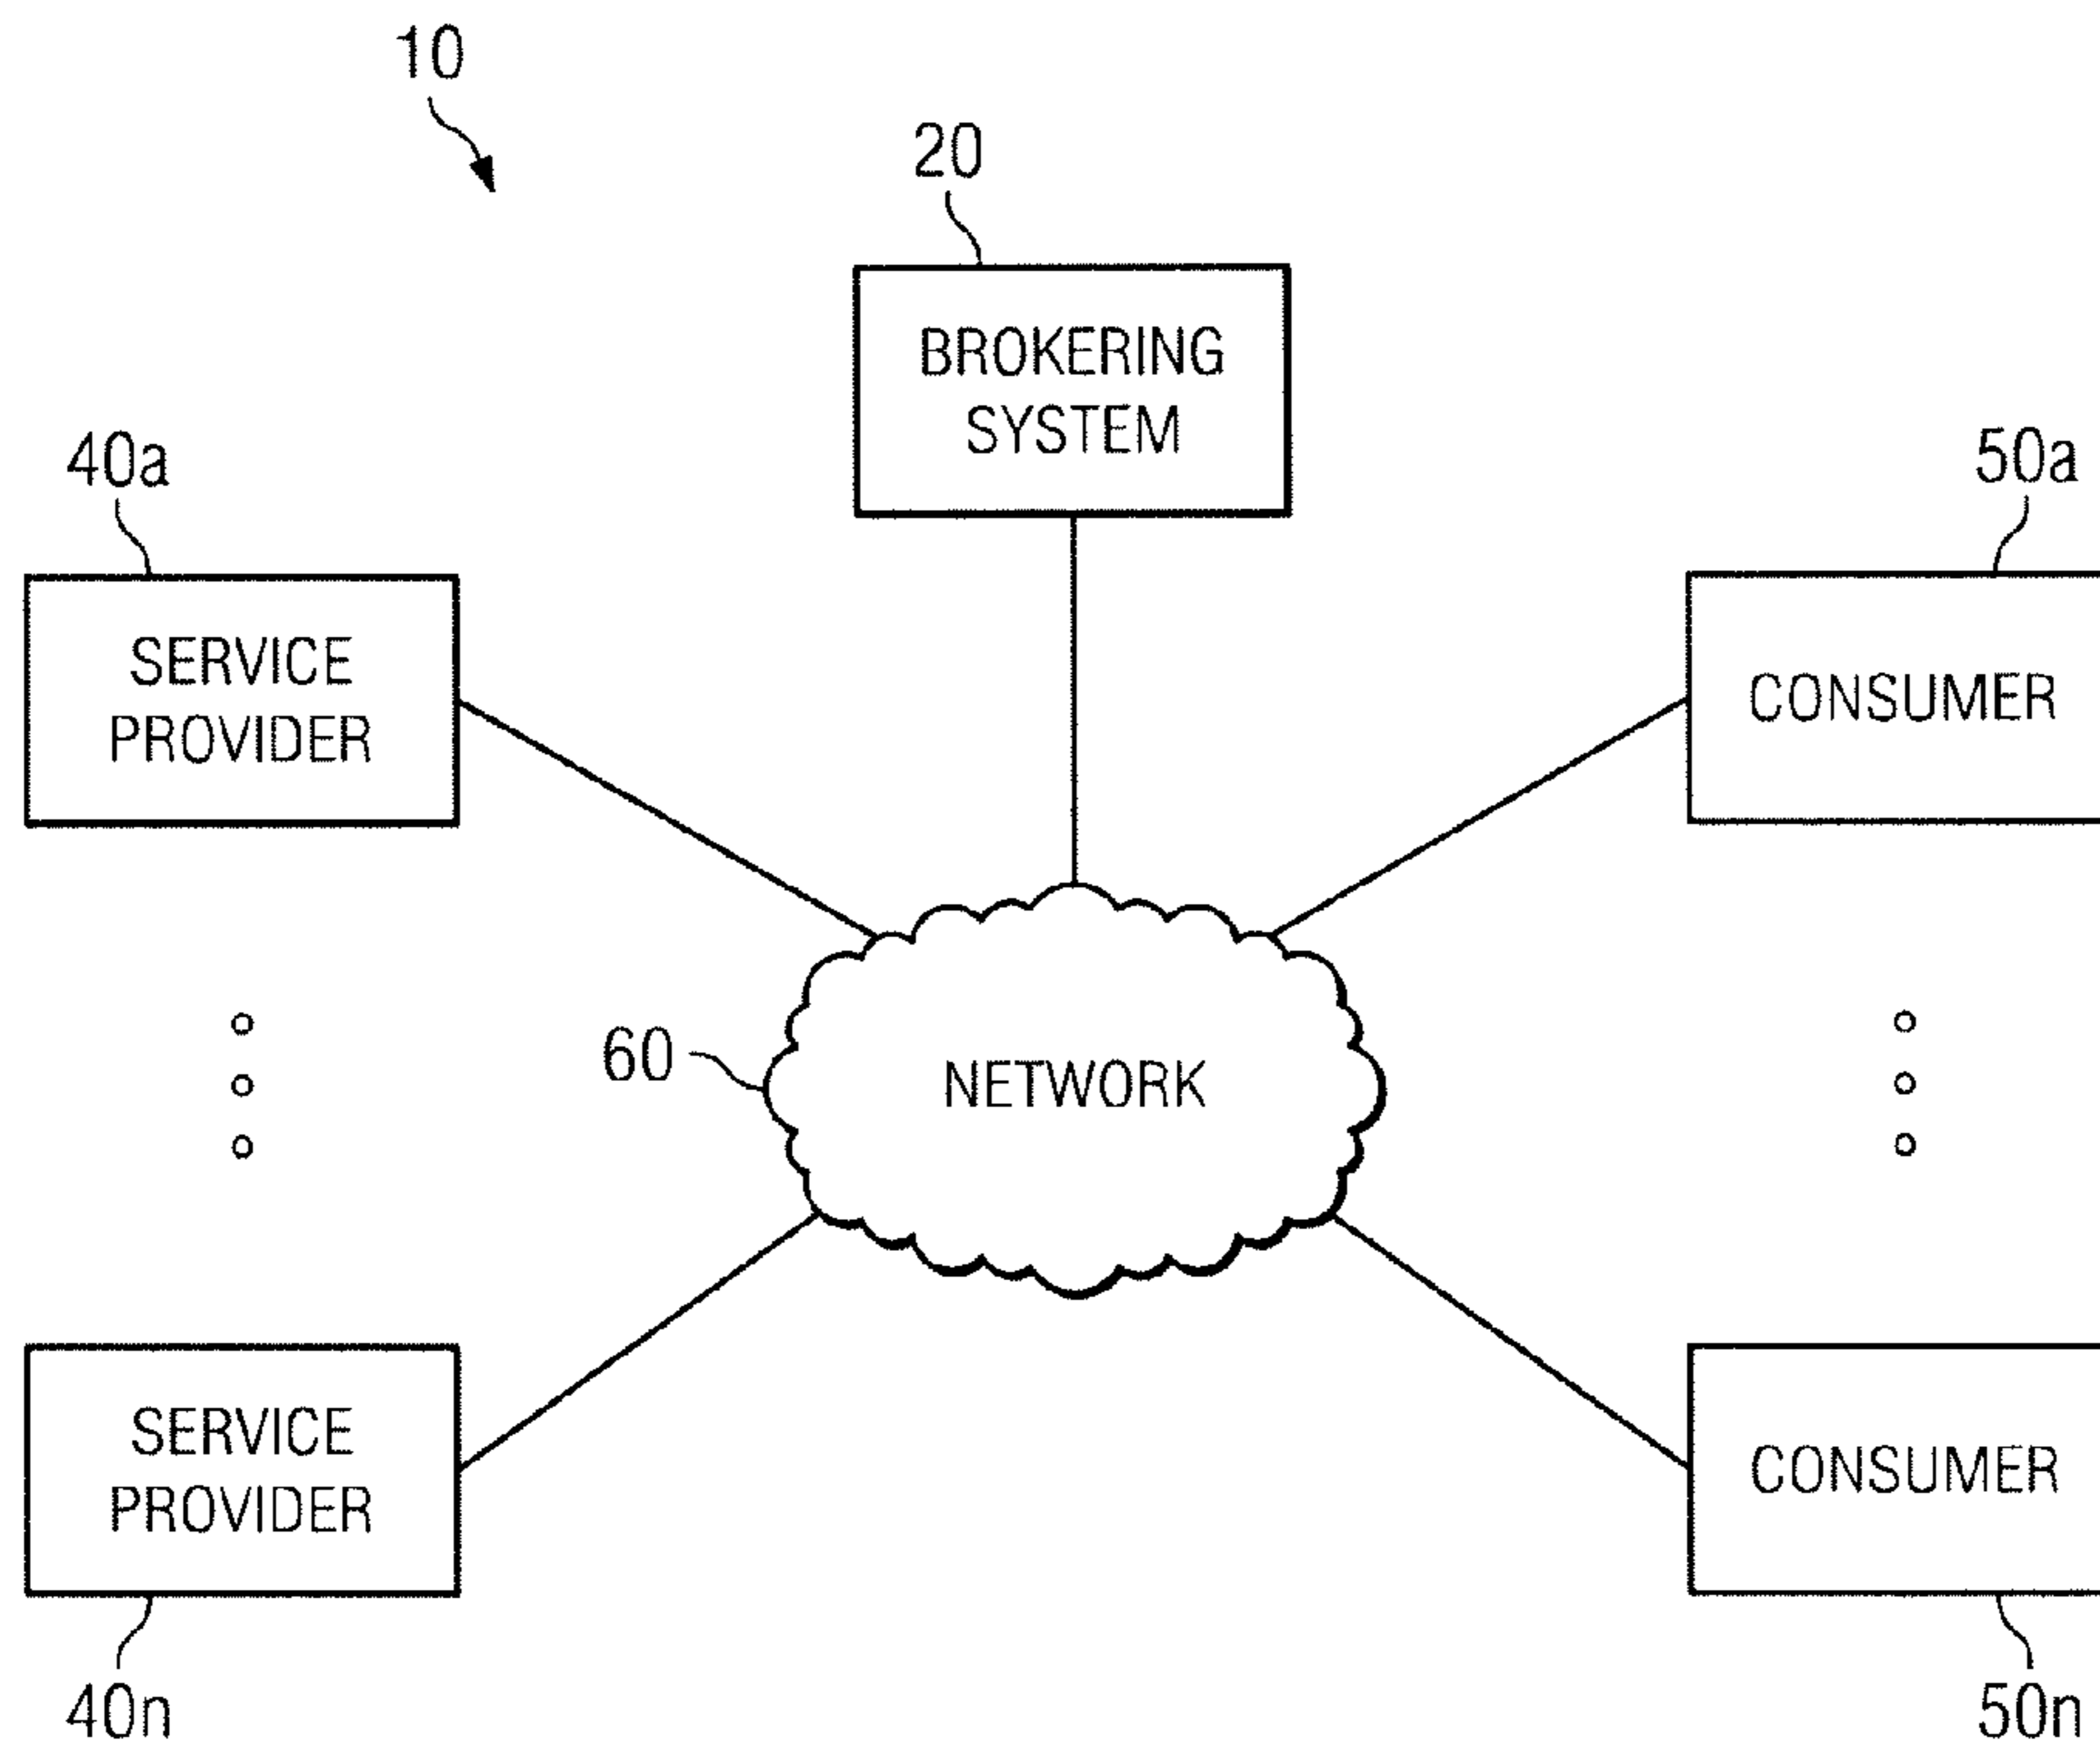 10
20
BROKERING
SYSTEM
40a
50a
SERVICE
PROVIDER
CONSUMER
60
NETWORK
SERVICE
PROVIDER
CONSUMER
40n
50n